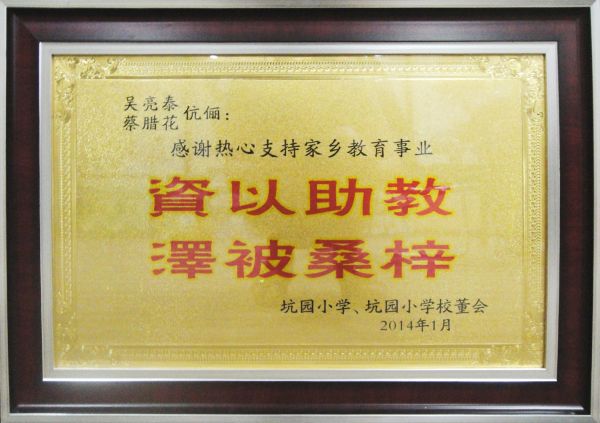 吴亮泰
蔡腊花 伉俪：
感谢热心支持家乡教育事业
資以助教
澤被桑梓
坑园小学、坑园小学校董会
2014年1月